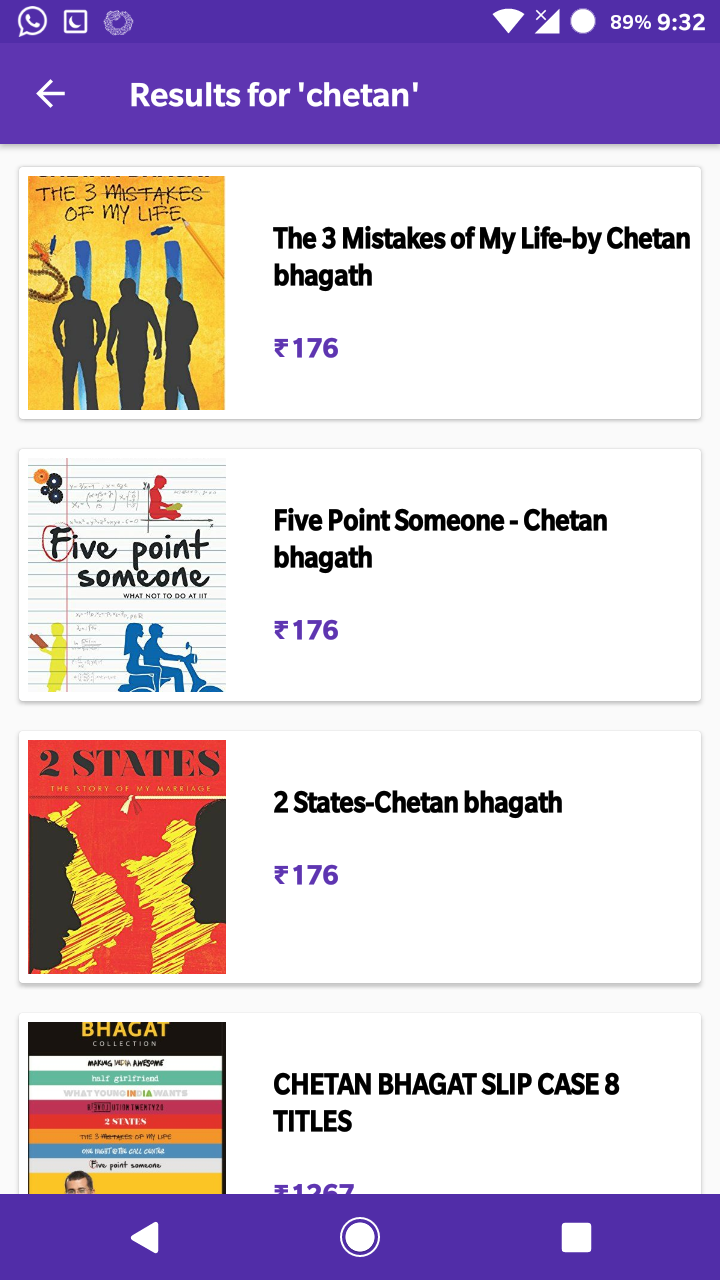 89% 9:32
Results for 'chetan'
THE 3 MISTAKES
OF MY LIFE
The 3 Mistakes of My Life-by Chetan
bhagath
₹176
Five point
someone
WHAT NOT TO DO AT IIT
Five Point Someone - Chetan
bhagath
₹176
2 STATES
THE STORY OF MY MARRIAGE
2 States-Chetan bhagath
₹176
BHAGAT
COLLECTION
MAKING INDIA AWESOME
half girlfriend
WHAT YOUNG INDIA WANTS
2 STATES
THE 3 MISTAKES OF MY LIFE
ONE NIGHT @ THE CALL CENTER
Five point someone
CHETAN BHAGAT SLIP CASE 8
TITLES